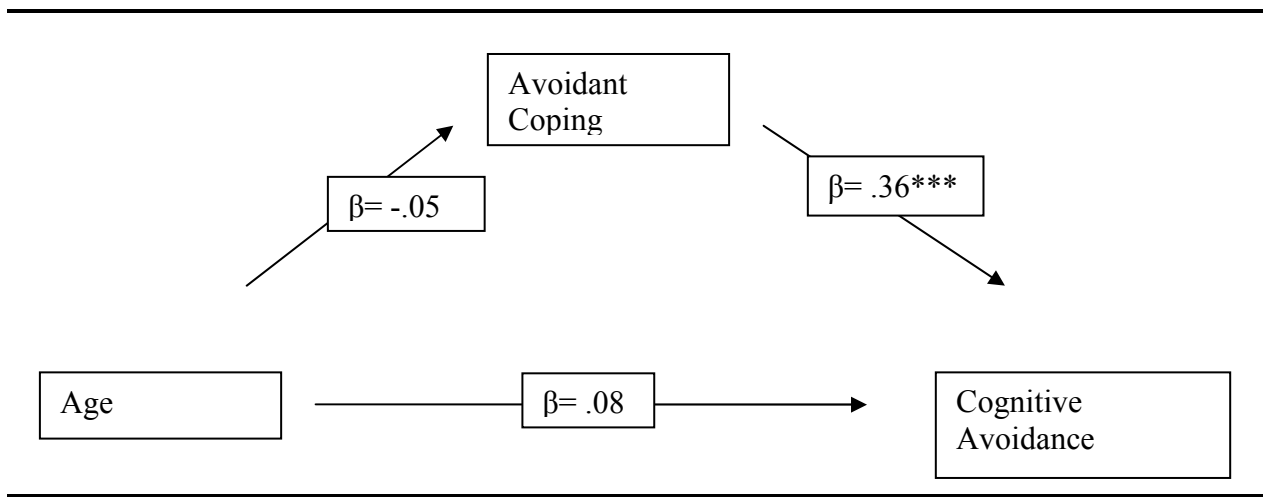 Avoidant
Coping
β= -.05
β= .36***
Age
β= .08
Cognitive
Avoidance